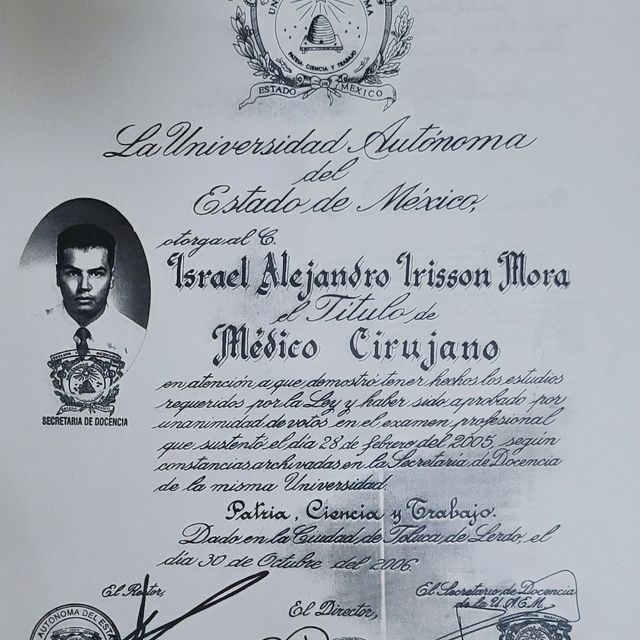 PATRIA, CIENCIA Y TRABAJO
ESTADO DE MEXICO
La Universidad Autónoma
del
Estado de México,
otorga al C.
Israel Alejandro Irisson Mora
el Título de
Médico Cirujano
en atención a que demostró tener hechos los estudios
requeridos por la Ley y haber sido aprobado por
unanimidad de votos en el examen profesional
que sustentó el día 28 de febrero del 2005, según
constancias archivadas en la Secretaría de Docencia
de la misma Universidad.
SECRETARIA DE DOCENCIA
Patria, Ciencia y Trabajo.
Dado en la Ciudad de Toluca de Lerdo, el
día 30 de Octubre del 2006.
El Rector,
El Director,
El Secretario de Docencia
de la U.A.E.M.
AUTONOMA DEL EST